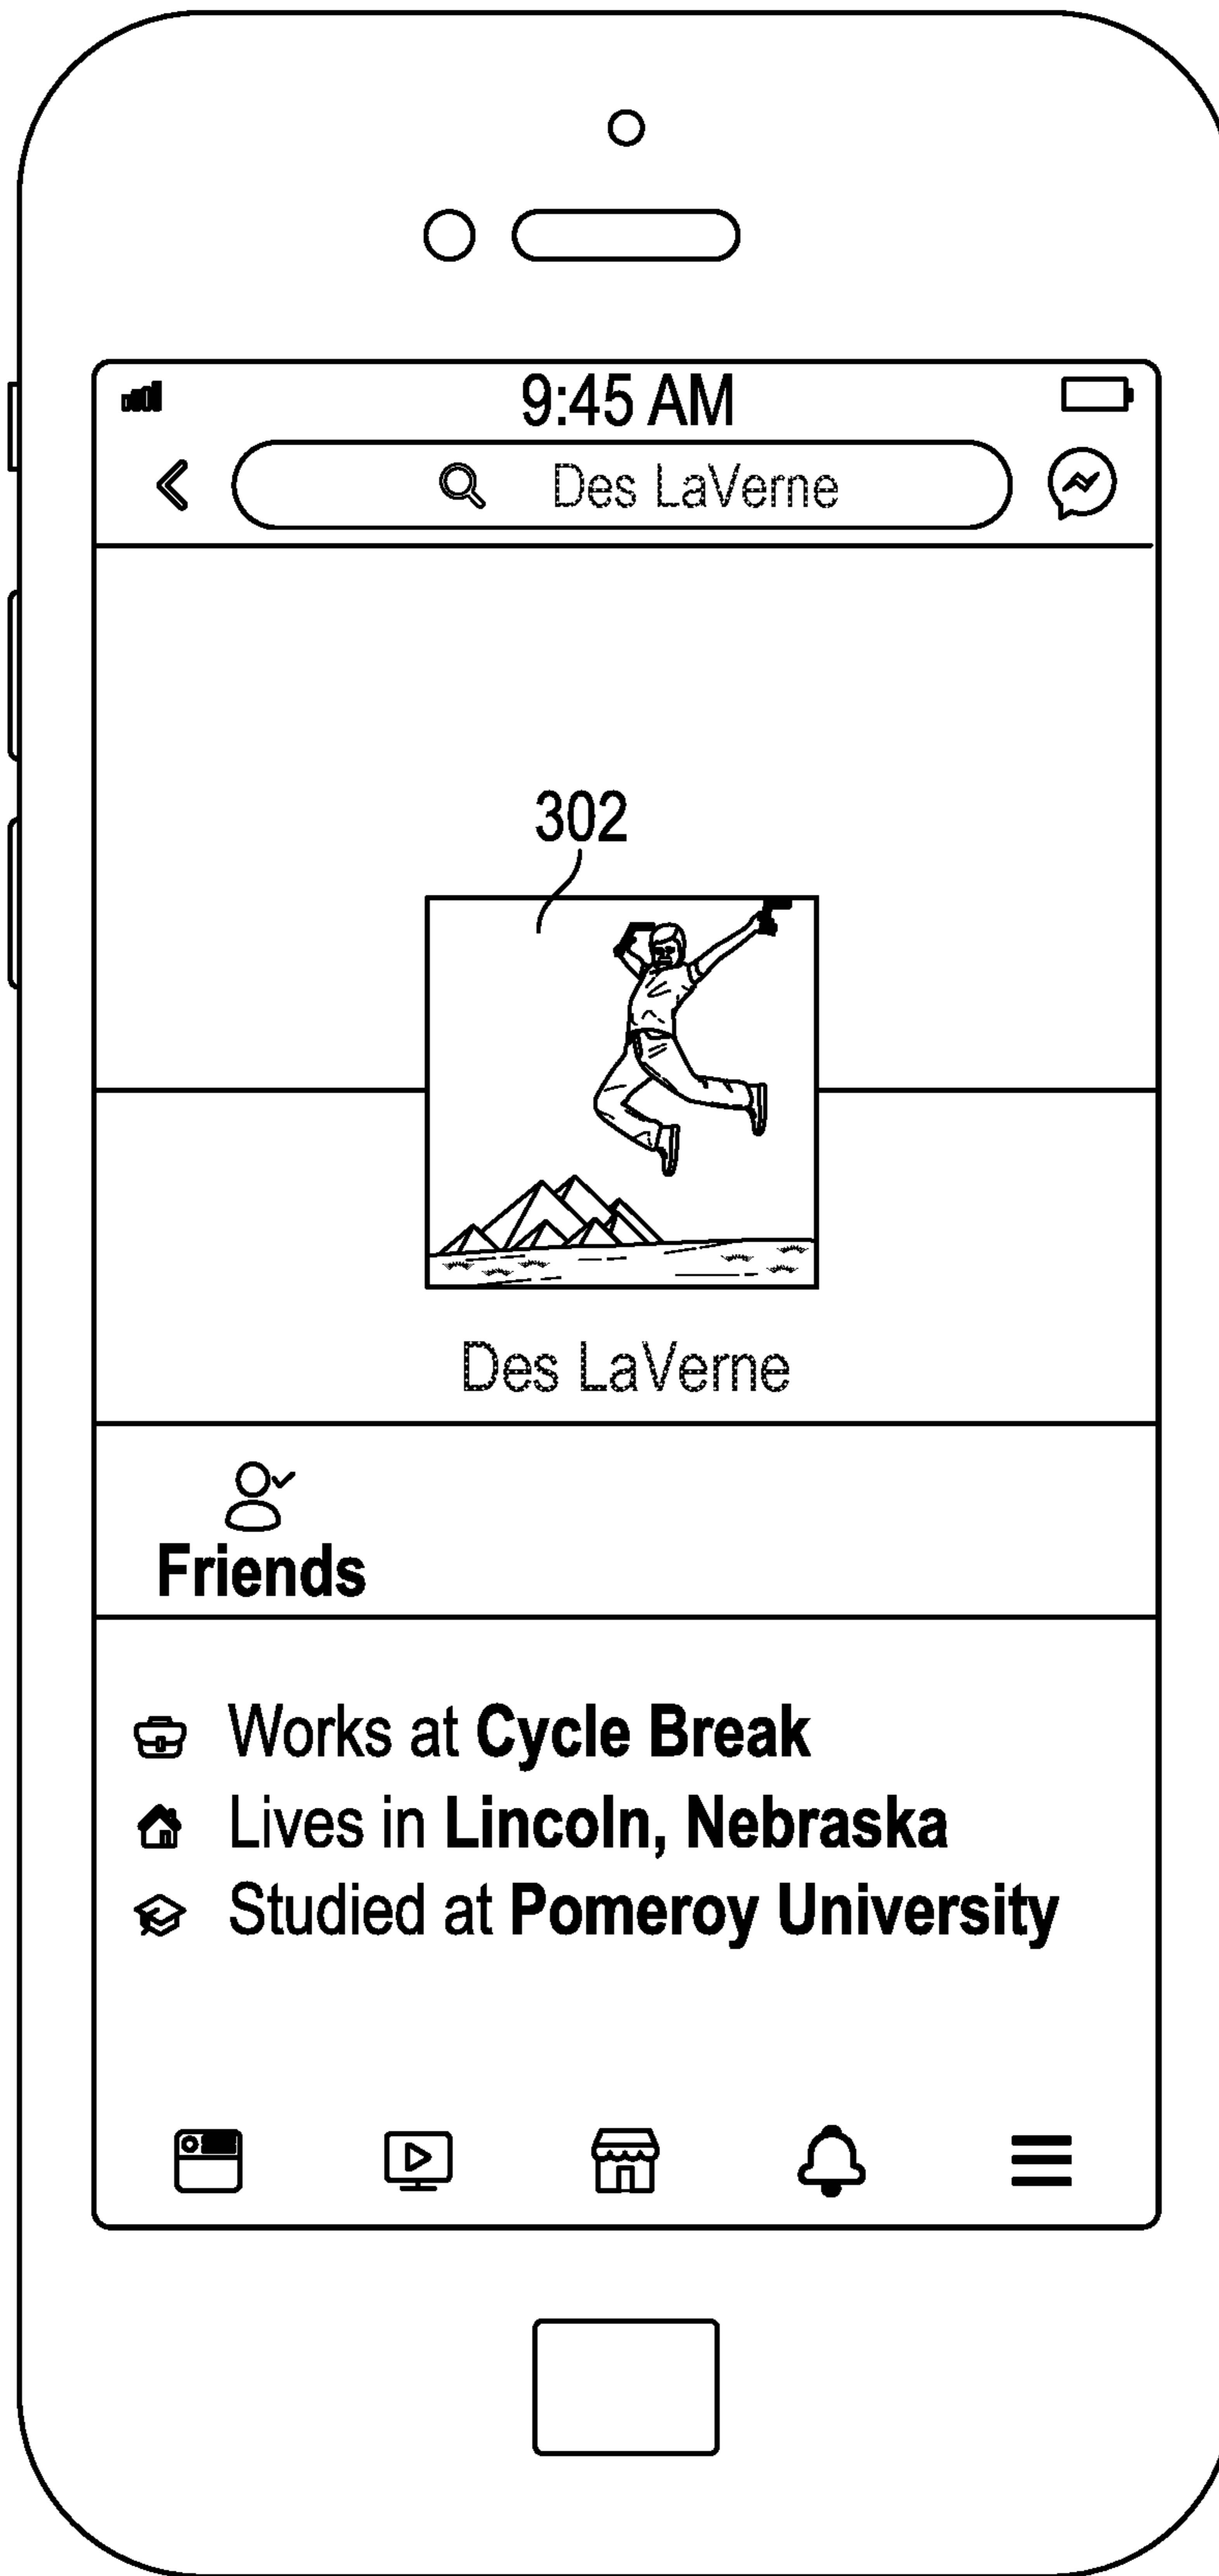 9:45 AM
Des LaVerne
302
Des LaVerne
Friends
Works at Cycle Break
Lives in Lincoln, Nebraska
Studied at Pomeroy University